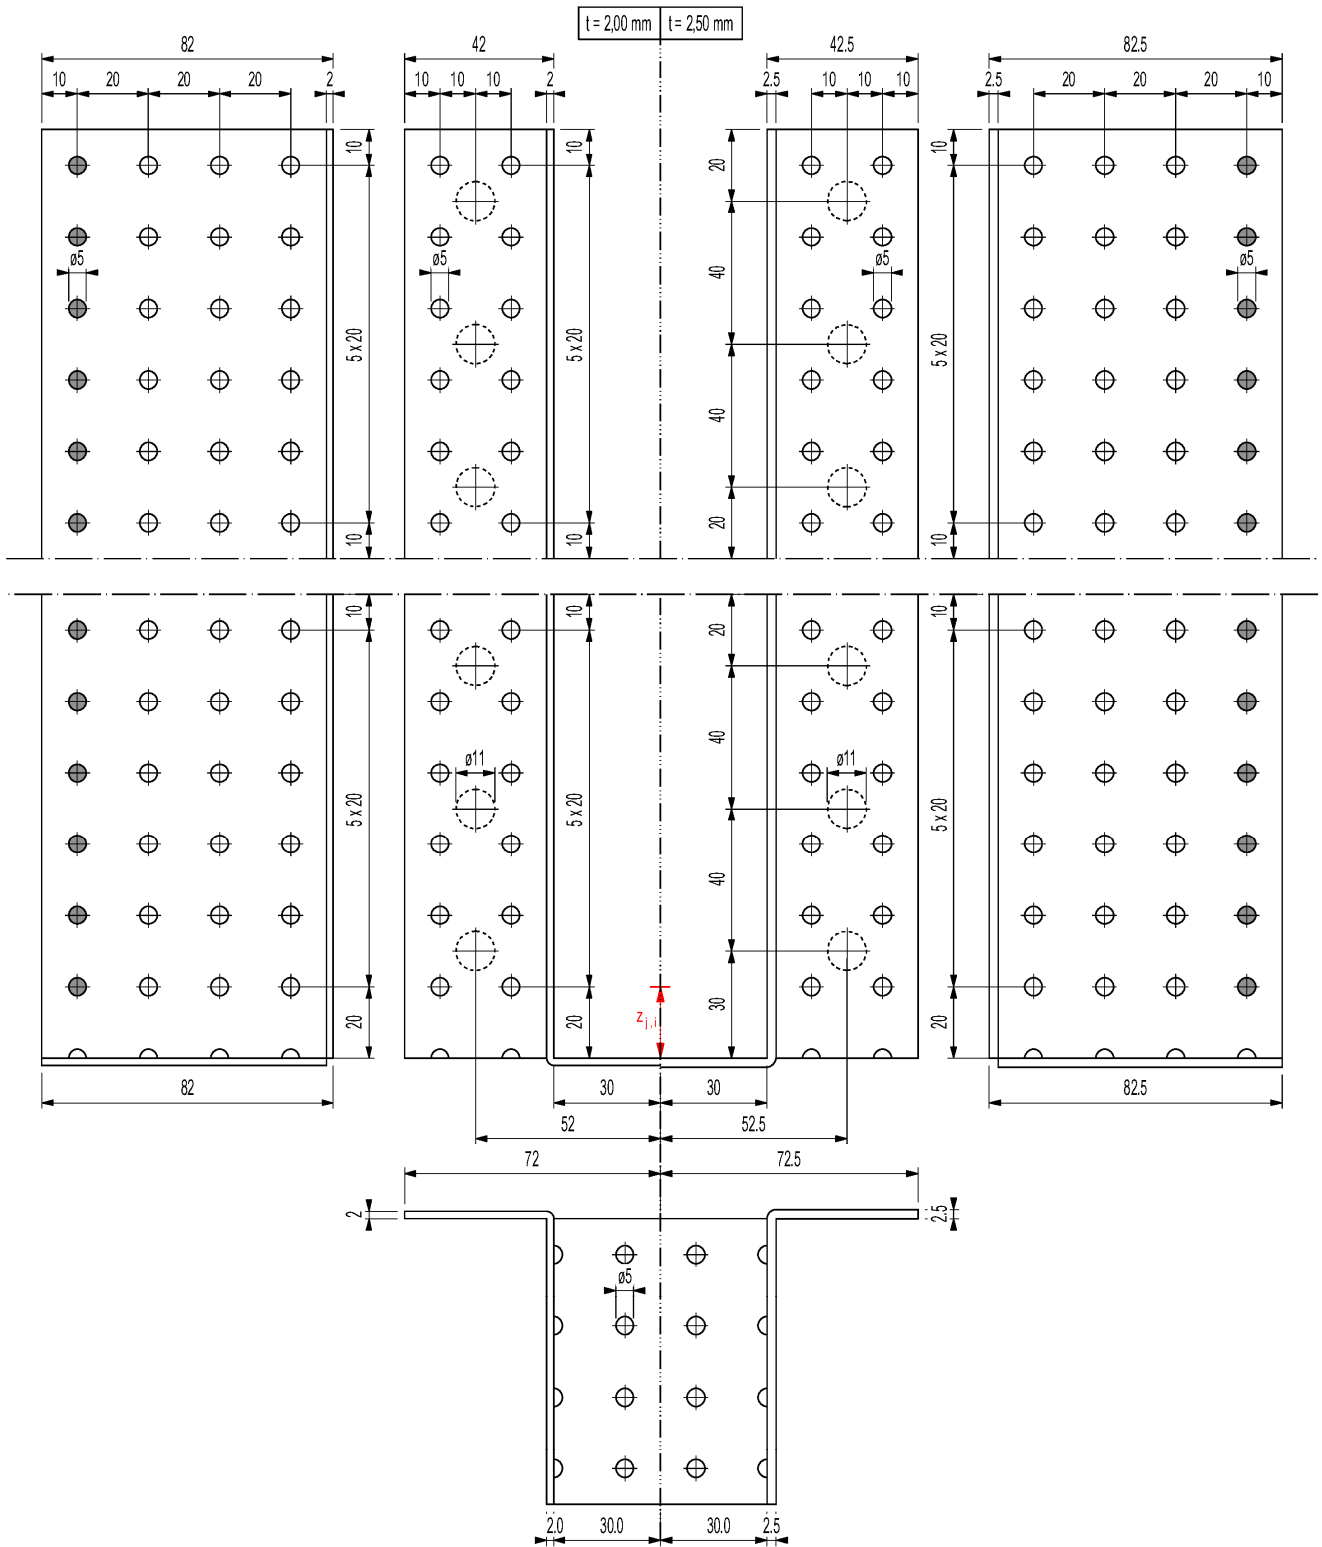 t = 2,00 mm t = 2,50 mm
82 42 42.5 82.5
10 20 20 20 2 10 10 10 2 2.5 10 10 10 2.5 20 20 20 10
10 10 20 10
ø5 ø5 ø5 ø5
40
5 x 20 5 x 20 5 x 20
40
10 10 20 10
10 10 20 10
40
ø11 ø11
5 x 20 5 x 20 5 x 20
40
20 20 30 20
z j, i
82 30 30 82.5
52 52.5
72 72.5
2 2.5
ø5
2.0 30.0 30.0 2.5